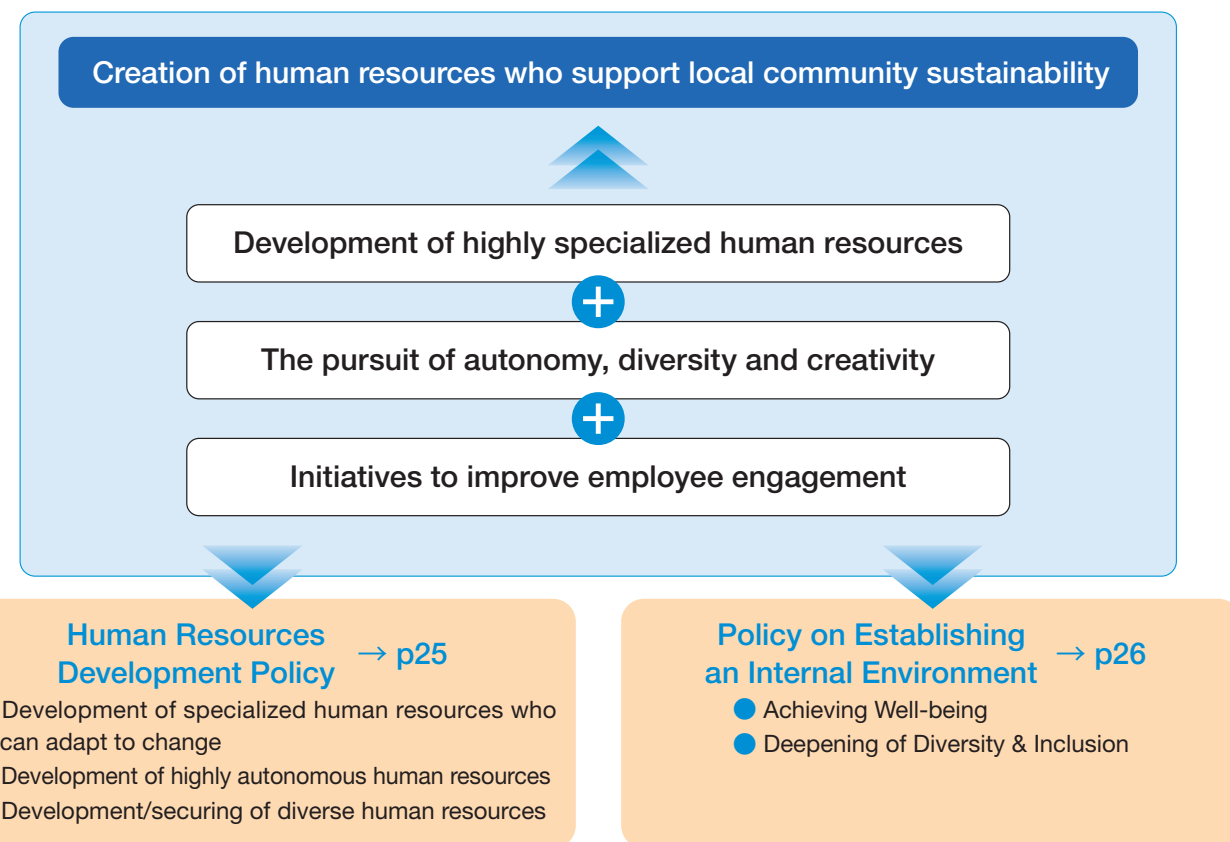 Creation of human resources who support local community sustainability
Development of highly specialized human resources
+
The pursuit of autonomy, diversity and creativity
+
Initiatives to improve employee engagement
Human Resources
Development Policy → p25
Development of specialized human resources who
can adapt to change
Development of highly autonomous human resources
Development/securing of diverse human resources
Policy on Establishing
an Internal Environment → p26
● Achieving Well-being
● Deepening of Diversity & Inclusion